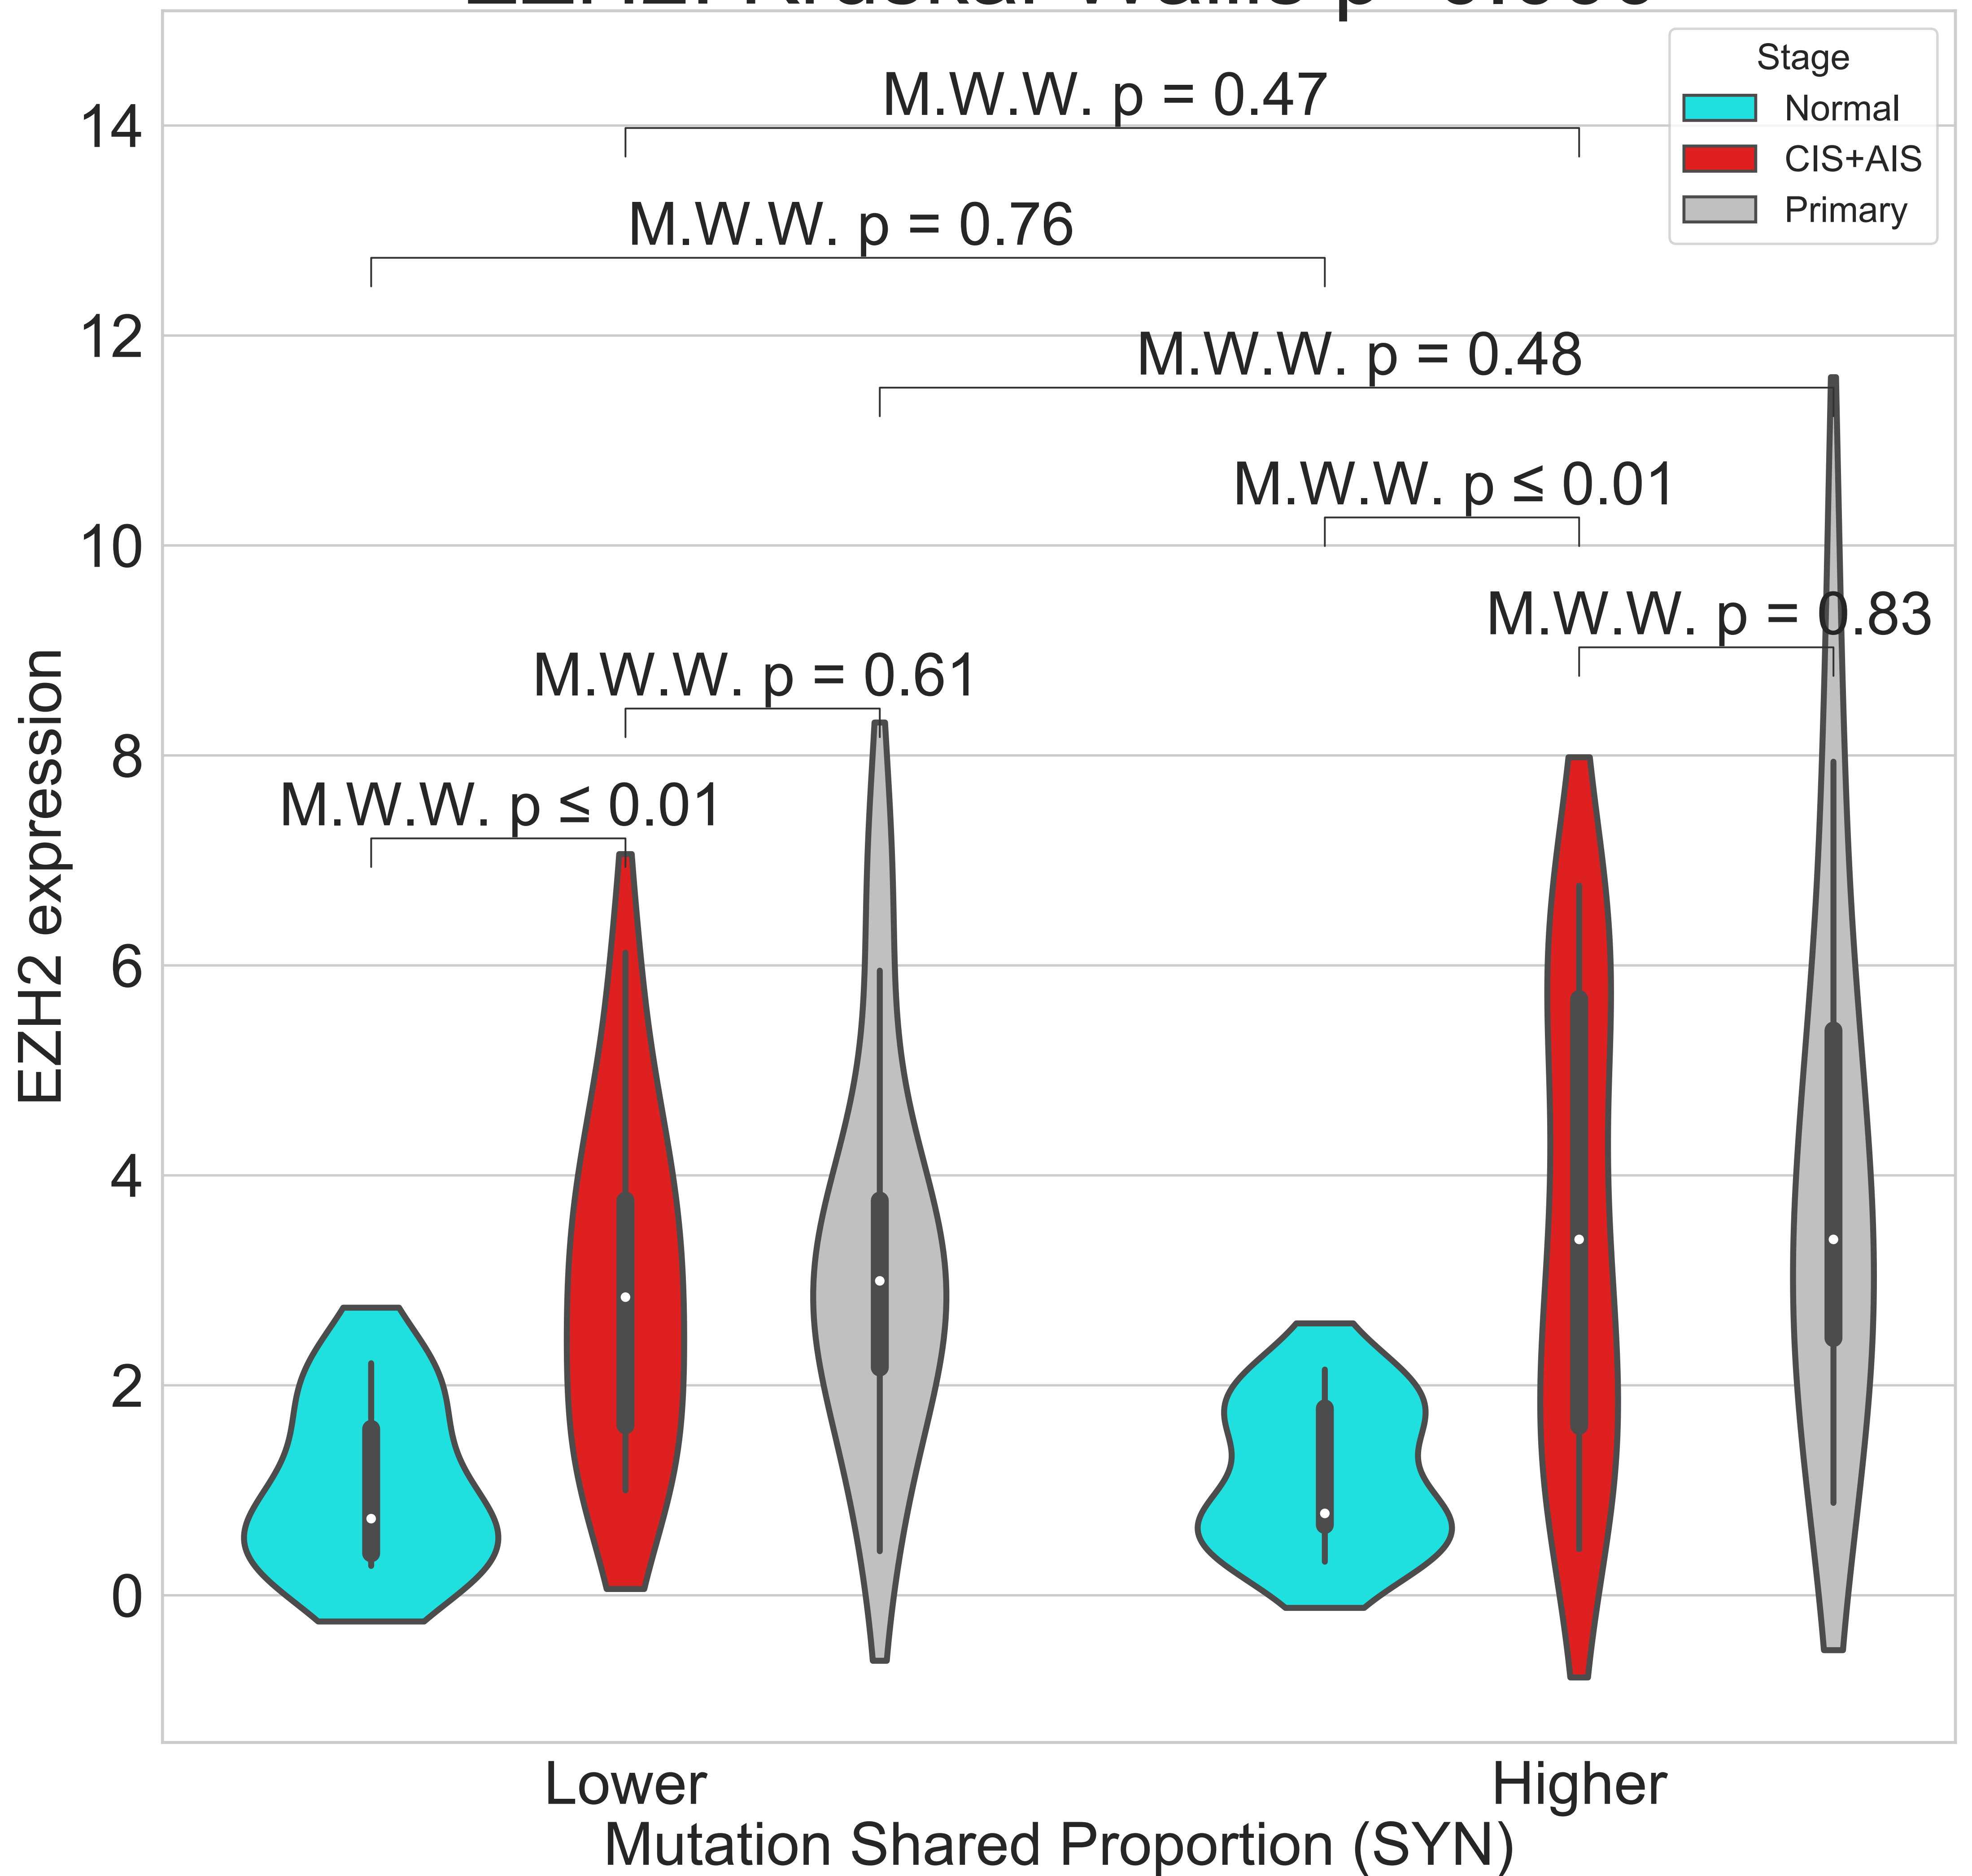 Stage
Normal
CIS+AIS
Primary
M.W.W. p = 0.47
M.W.W. p = 0.76
M.W.W. p = 0.48
M.W.W. p ≤ 0.01
M.W.W. p = 0.83
M.W.W. p = 0.61
M.W.W. p ≤ 0.01
14
12
10
8
6
4
2
0
EZH2 expression
Lower
Higher
Mutation Shared Proportion (SYN)